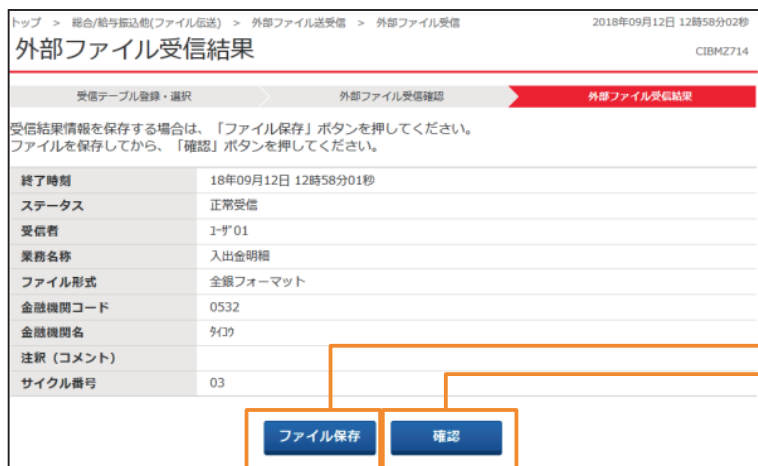 トップ > 総合/給与振込他(ファイル伝送) > 外部ファイル送受信 > 外部ファイル受信 2018年09月12日 12時58分02秒
外部ファイル受信結果 CIBMZ714
受信テーブル登録・選択 外部ファイル受信確認 外部ファイル受信結果
受信結果情報を保存する場合は、「ファイル保存」ボタンを押してください。
ファイルを保存してから、「確認」ボタンを押してください。
終了時刻 18年09月12日 12時58分01秒
ステータス 正常受信
受信者 ﾕｰｻﾞ01
業務名称 入出金明細
ファイル形式 全銀フォーマット
金融機関コード 0532
金融機関名 ﾀｲｺｳ
注釈（コメント）
サイクル番号 03
ファイル保存 確認